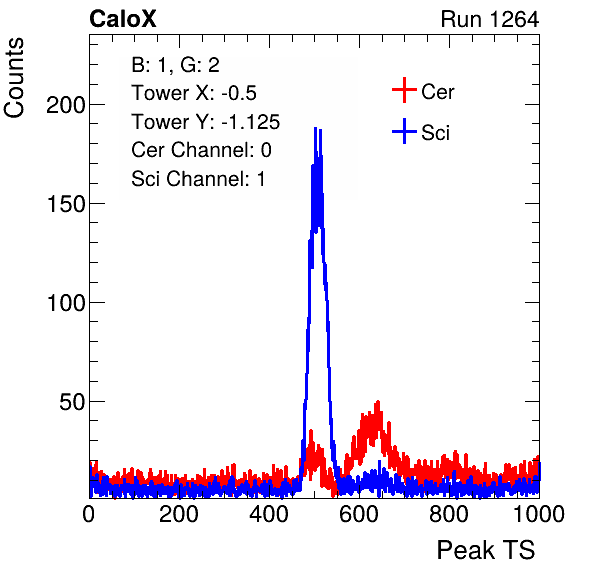 CaloX Run 1264
Counts
B: 1, G: 2
Tower X: -0.5
Tower Y: -1.125
Cer Channel: 0
Sci Channel: 1
Cer
Sci
200
150
100
50
0 200 400 600 800 1000
Peak TS